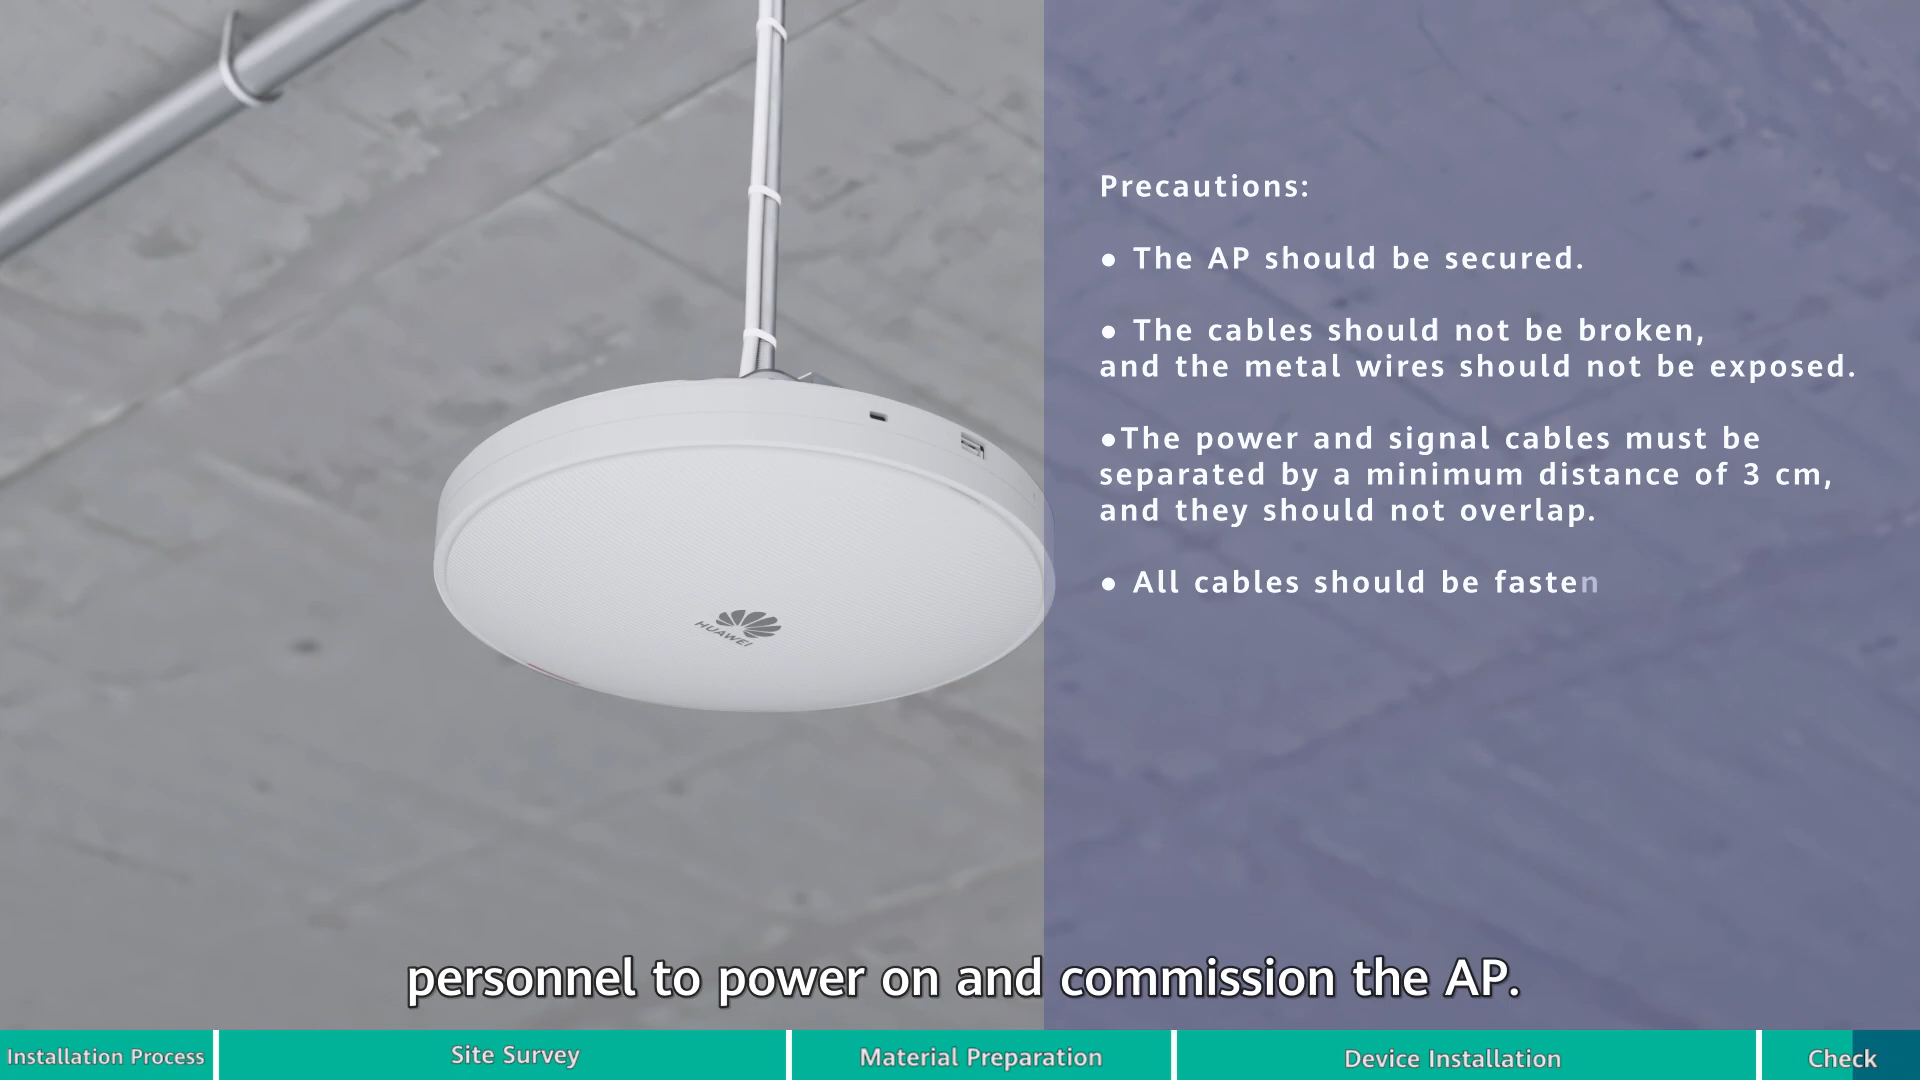 Precautions:
● The AP should be secured.
● The cables should not be broken,
and the metal wires should not be exposed.
●The power and signal cables must be
separated by a minimum distance of 3 cm,
and they should not overlap.
● All cables should be fasten
HUAWEI
personnel to power on and commission the AP.
Installation Process
Site Survey
Material Preparation
Device Installation
Check